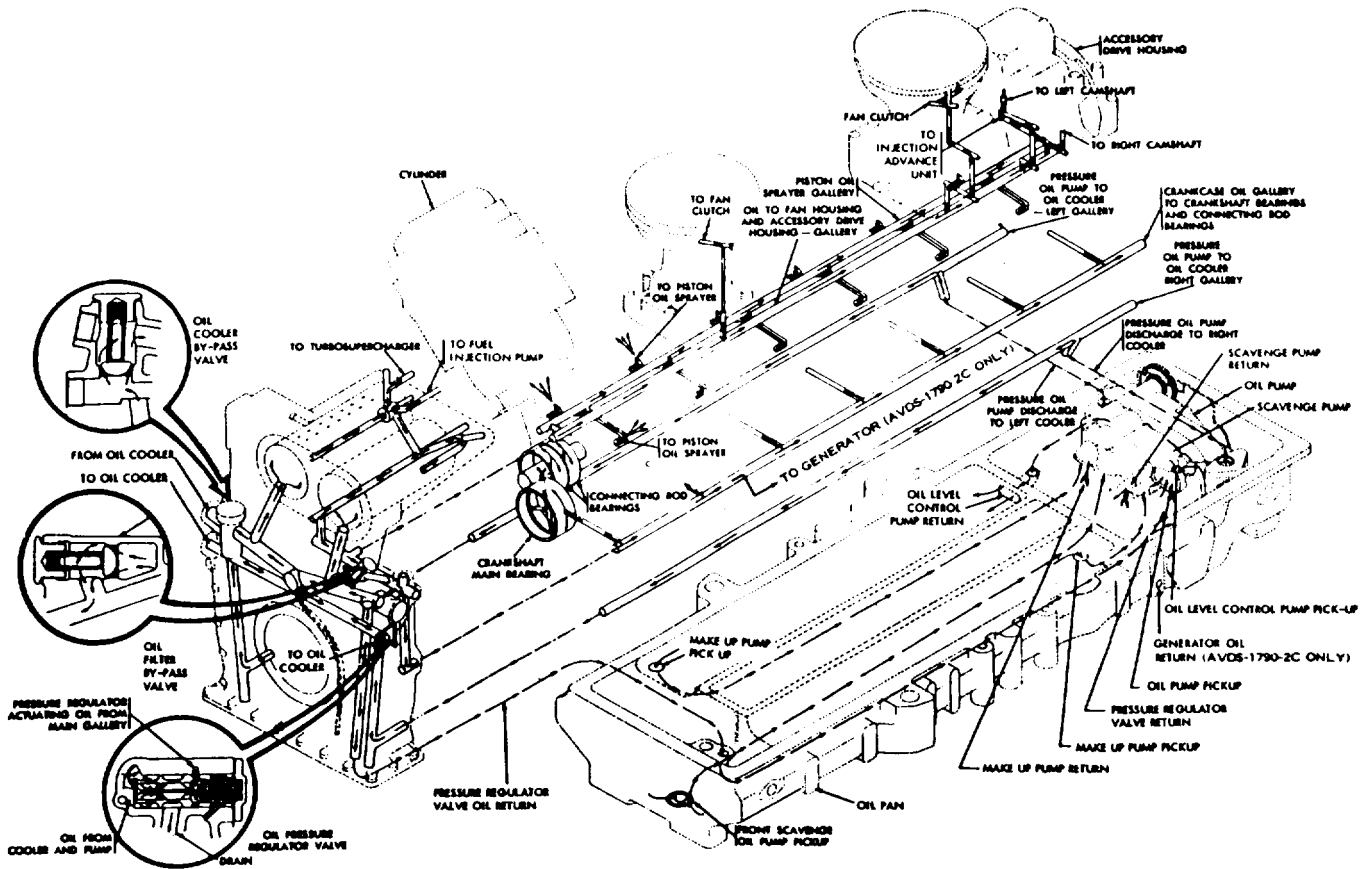 ACCESSORY
DRIVE HOUSING
TO LEFT CAMSHAFT
FAN CLUTCH
TO
INJECTION
ADVANCE
UNIT
TO RIGHT CAMSHAFT
CYLINDER
PISTON OIL
SPRAYER GALLERY
PRESSURE
OIL PUMP TO
OIL COOLER
—LEFT GALLERY
CRANKCASE OIL GALLERY
TO CRANKSHAFT BEARINGS
AND CONNECTING ROD
BEARINGS
TO FAN
CLUTCH
OIL TO FAN HOUSING
AND ACCESSORY DRIVE
HOUSING — GALLERY
PRESSURE
OIL PUMP TO
OIL COOLER
RIGHT GALLERY
TO PISTON
OIL SPRAYER
OIL
COOLER
BY-PASS
VALVE
TO TURBOSUPERCHARGER
TO FUEL
INJECTION PUMP
PRESSURE OIL PUMP
DISCHARGE TO RIGHT
COOLER
SCAVENGE PUMP
RETURN
OIL PUMP
SCAVENGE PUMP
PRESSURE OIL
PUMP DISCHARGE
TO LEFT COOLER
TO GENERATOR (AVDS-1790-2C ONLY)
FROM OIL COOLER
TO OIL COOLER
TO PISTON
OIL SPRAYER
CONNECTING ROD
BEARINGS
OIL LEVEL
CONTROL
PUMP RETURN
CRANKSHAFT
MAIN BEARING
OIL LEVEL CONTROL PUMP PICK-UP
GENERATOR OIL
RETURN (AVDS-1790-2C ONLY)
OIL
FILTER
BY-PASS
VALVE
TO OIL
COOLER
MAKE UP PUMP
PICK UP
OIL PUMP PICKUP
PRESSURE REGULATOR
VALVE RETURN
PRESSURE REGULATOR
ACTUATING OIL FROM
MAIN GALLERY
MAKE UP PUMP PICKUP
MAKE UP PUMP RETURN
PRESSURE REGULATOR
VALVE OIL RETURN
OIL PAN
FRONT SCAVENGE
OIL PUMP PICKUP
OIL FROM
COOLER AND PUMP
OIL PRESSURE
REGULATOR VALVE
DRAIN